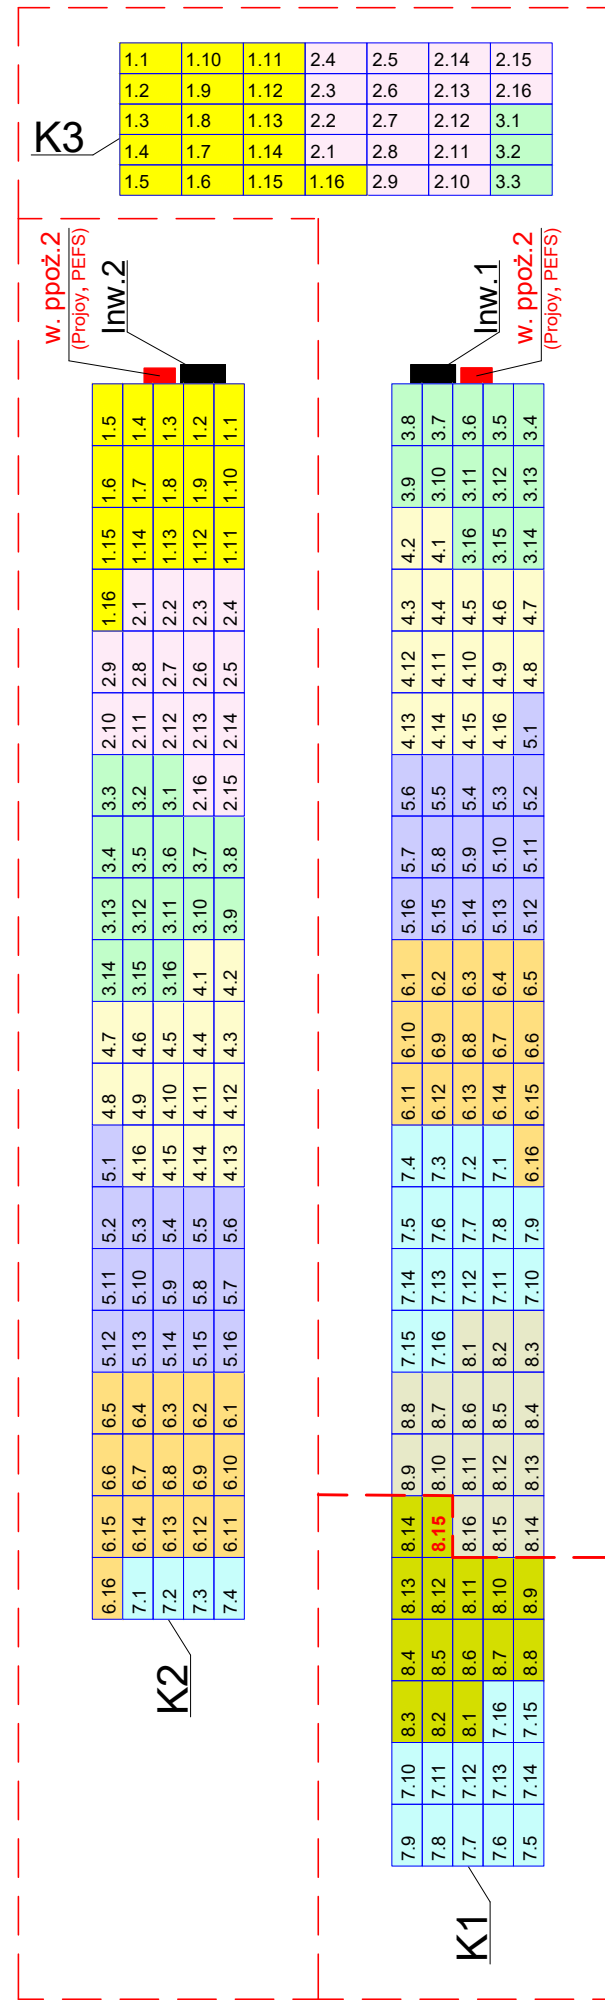 1.1 1.10 1.11 2.4 2.5 2.14 2.15
1.2 1.9 1.12 2.3 2.6 2.13 2.16
1.3 1.8 1.13 2.2 2.7 2.12 3.1
1.4 1.7 1.14 2.1 2.8 2.11 3.2
1.5 1.6 1.15 1.16 2.9 2.10 3.3
K3
w. ppoż.2
(Projoy, PEFS)
Inw.2
1.5 1.4 1.3 1.2 1.1
1.6 1.7 1.8 1.9 1.10
1.15 1.14 1.13 1.12 1.11
1.16 2.1 2.2 2.3 2.4
2.9 2.8 2.7 2.6 2.5
2.10 2.11 2.12 2.13 2.14
3.3 3.2 3.1 2.16 2.15
3.4 3.5 3.6 3.7 3.8
3.13 3.12 3.11 3.10 3.9
3.14 3.15 3.16 4.1 4.2
4.7 4.6 4.5 4.4 4.3
4.8 4.9 4.10 4.11 4.12
5.1 4.16 4.15 4.14 4.13
5.2 5.3 5.4 5.5 5.6
5.11 5.10 5.9 5.8 5.7
5.12 5.13 5.14 5.15 5.16
6.5 6.4 6.3 6.2 6.1
6.6 6.7 6.8 6.9 6.10
6.15 6.14 6.13 6.12 6.11
6.16 7.1 7.2 7.3 7.4
K2
Inw.1
w. ppoż.2
(Projoy, PEFS)
3.8 3.7 3.6 3.5 3.4
3.9 3.10 3.11 3.12 3.13
4.2 4.1 3.16 3.15 3.14
4.3 4.4 4.5 4.6 4.7
4.12 4.11 4.10 4.9 4.8
4.13 4.14 4.15 4.16 5.1
5.6 5.5 5.4 5.3 5.2
5.7 5.8 5.9 5.10 5.11
5.16 5.15 5.14 5.13 5.12
6.1 6.2 6.3 6.4 6.5
6.10 6.9 6.8 6.7 6.6
6.11 6.12 6.13 6.14 6.15
7.4 7.3 7.2 7.1 6.16
7.5 7.6 7.7 7.8 7.9
7.14 7.13 7.12 7.11 7.10
7.15 7.16 8.1 8.2 8.3
8.8 8.7 8.6 8.5 8.4
8.9 8.10 8.11 8.12 8.13
8.14 8.15 8.16 8.15 8.14
8.13 8.12 8.11 8.10 8.9
8.4 8.5 8.6 8.7 8.8
8.3 8.2 8.1 7.16 7.15
7.10 7.11 7.12 7.13 7.14
7.9 7.8 7.7 7.6 7.5
K1